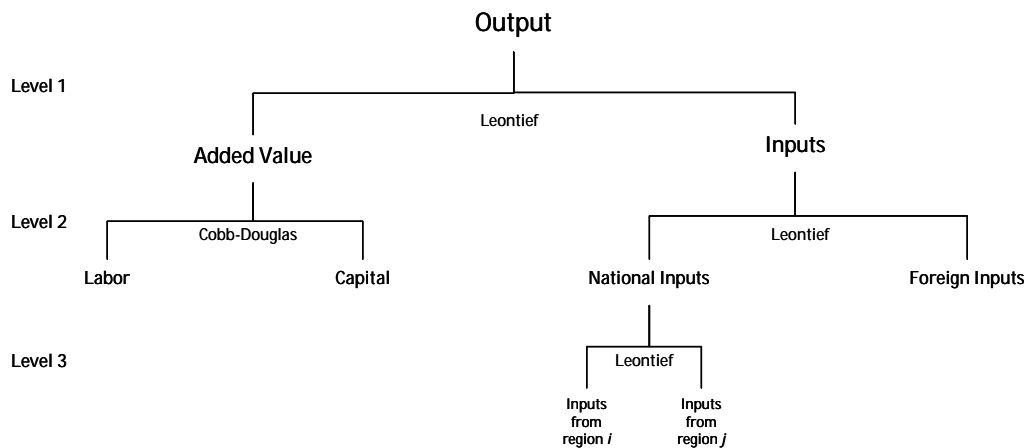 Output
Level 1
Leontief
Added Value
Inputs
Level 2
Cobb-Douglas
Leontief
Labor
Capital
National Inputs
Foreign Inputs
Level 3
Leontief
Inputs
from
region i
Inputs
from
region j